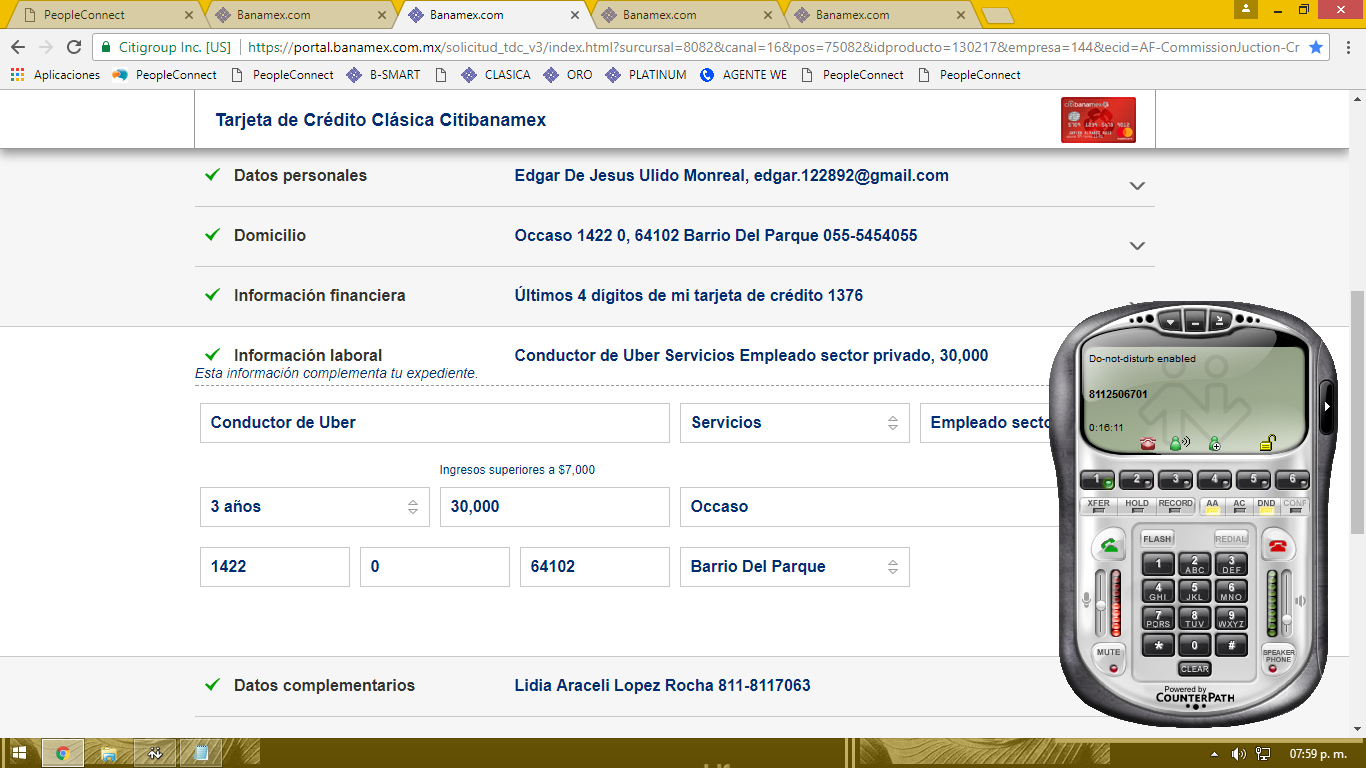 PeopleConnect
Banamex.com
Banamex.com
Banamex.com
Banamex.com
Citigroup Inc. [US] https://portal.banamex.com.mx/solicitud_tdc_v3/index.html?surcursal=8082&canal=16&pos=75082&idproducto=130217&empresa=144&ecid=AF-CommissionJuction-Cr
Aplicaciones PeopleConnect PeopleConnect B-SMART CLASICA ORO PLATINUM AGENTE WE PeopleConnect PeopleConnect
Tarjeta de Crédito Clásica Citibanamex
citibanamex
Datos personales Edgar De Jesus Ulido Monreal, edgar.122892@gmail.com
Domicilio Occaso 1422 0, 64102 Barrio Del Parque 055-5454055
Información financiera Últimos 4 dígitos de mi tarjeta de crédito 1376
Información laboral Conductor de Uber Servicios Empleado sector privado, 30,000
Esta información complementa tu expediente.
Conductor de Uber Servicios Empleado secto
Ingresos superiores a $7,000
3 años 30,000 Occaso
1422 0 64102 Barrio Del Parque
Datos complementarios Lidia Araceli Lopez Rocha 811-8117063
Do-not-disturb enabled
8112506701
0:16:11
1 2 3 4 5 6
XFER HOLD RECORD AA AC DND CONF
FLASH REDIAL
1 2 ABC 3 DEF
4 GHI 5 JKL 6 MNO
7 PQRS 8 TUV 9 WXYZ
* 0 #
MUTE CLEAR SPEAKER PHONE
Powered by
COUNTERPATH
07:59 p. m.